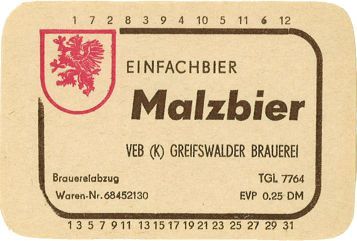 1 7 2 8 3 9 4 10 5 11 6 12
EINFACHBIER
Malzbier
VEB (K) GREIFSWALDER BRAUEREI
Brauereiabzug TGL 7764
Waren-Nr. 68452130 EVP 0.25 DM
1 3 5 7 9 11 13 15 17 19 21 23 25 27 29 31